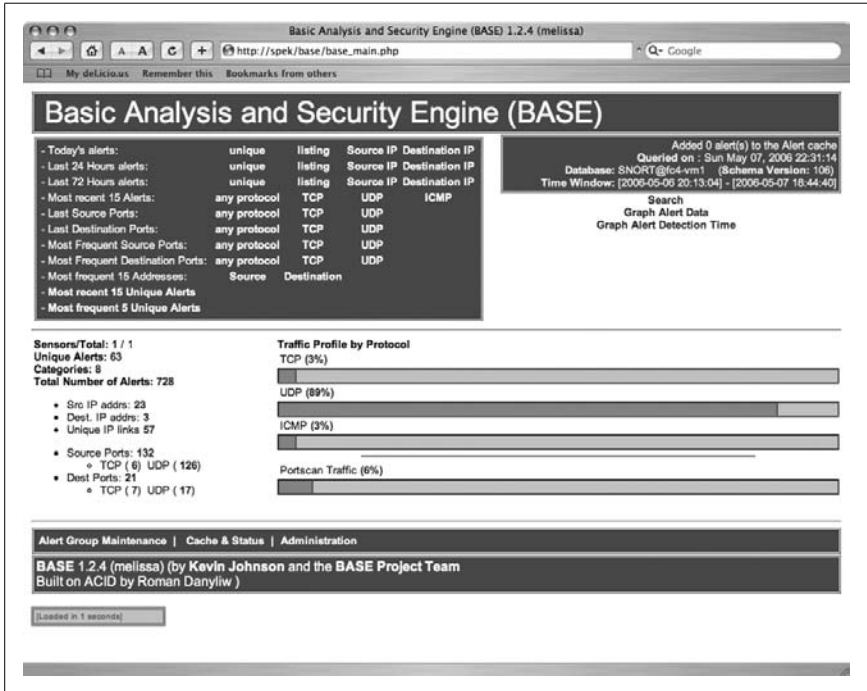 Basic Analysis and Security Engine (BASE) 1.2.4 (melissa)
A A C + http://spek/base/base_main.php Q Google
My del.icio.us Remember this Bookmarks from others
Basic Analysis and Security Engine (BASE)
- Today's alerts: unique listing Source IP Destination IP
- Last 24 Hours alerts: unique listing Source IP Destination IP
- Last 72 Hours alerts: unique listing Source IP Destination IP
- Most recent 15 Alerts: any protocol TCP UDP ICMP
- Last Source Ports: any protocol TCP UDP
- Last Destination Ports: any protocol TCP UDP
- Most Frequent Source Ports: any protocol TCP UDP
- Most Frequent Destination Ports: any protocol TCP UDP
- Most frequent 15 Addresses: Source Destination
- Most recent 15 Unique Alerts
- Most frequent 5 Unique Alerts
Added 0 alert(s) to the Alert cache
Queried on : Sun May 07, 2006 22:31:14
Database: SNORT@fc4-vm1 (Schema Version: 106)
Time Window: [2006-05-06 20:13:04] - [2006-05-07 18:44:40]
Search
Graph Alert Data
Graph Alert Detection Time
Sensors/Total: 1 / 1
Unique Alerts: 63
Categories: 8
Total Number of Alerts: 728
• Src IP addrs: 23
• Dest. IP addrs: 3
• Unique IP links 57
• Source Ports: 132
◦ TCP ( 6) UDP ( 126)
• Dest Ports: 21
◦ TCP ( 7) UDP ( 17)
Traffic Profile by Protocol
TCP (3%)
UDP (89%)
ICMP (3%)
Portscan Traffic (6%)
Alert Group Maintenance | Cache & Status | Administration
BASE 1.2.4 (melissa) (by Kevin Johnson and the BASE Project Team
Built on ACID by Roman Danyliw )
[Loaded in 1 seconds]